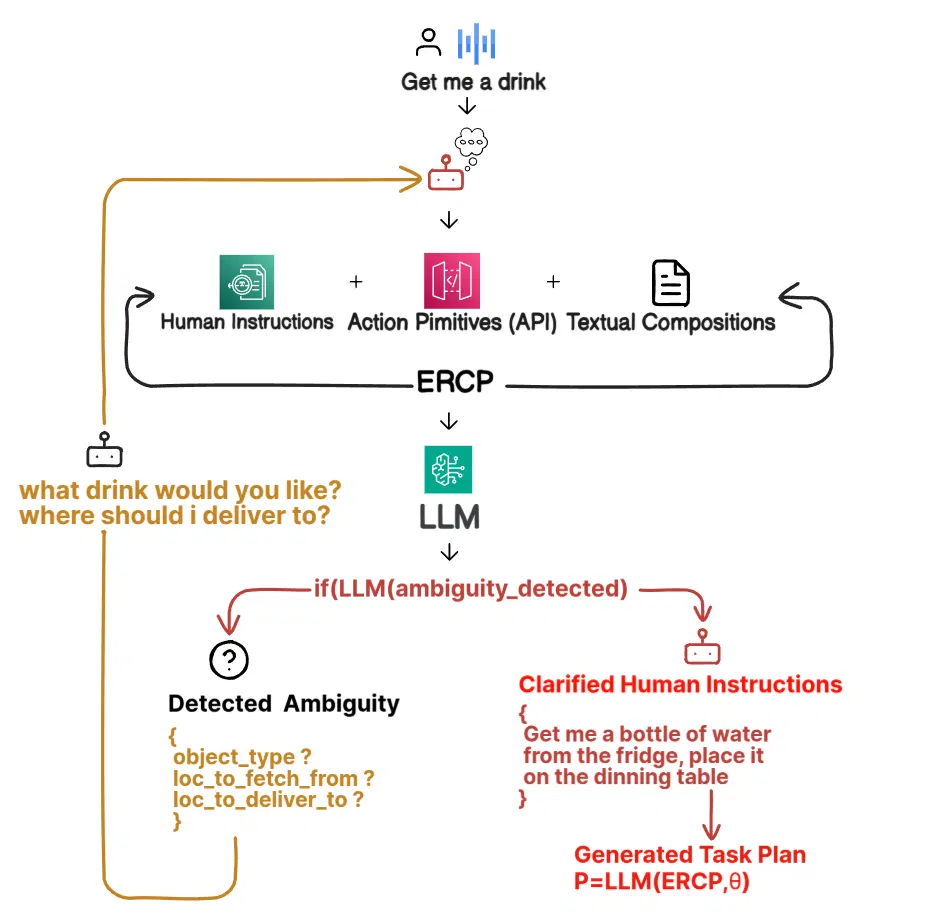 Get me a drink
Human Instructions
+
Action Pimitives (API)
+
Textual Compositions
ERCP
LLM
what drink would you like?
where should i deliver to?
if(LLM(ambiguity_detected)
?
Detected Ambiguity
{
object_type ?
loc_to_fetch_from ?
loc_to_deliver_to ?
}
Clarified Human Instructions
{
Get me a bottle of water
from the fridge, place it
on the dinning table
}
Generated Task Plan
P=LLM(ERCP,θ)